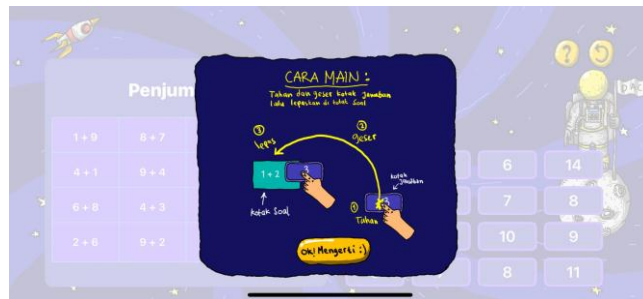 Penjum
1 + 9
8 + 7
4 + 1
9 + 4
6 + 8
4 + 3
2 + 6
9 + 2
CARA MAIN :
Tahan dan geser kotak jawaban
lalu lepaskan di kotak soal
③
lepas
②
geser
1 + 2
3
kotak soal
kotak
jawaban
①
Tahan
3
OK! Mengerti :)
?
6
14
7
8
10
9
8
11